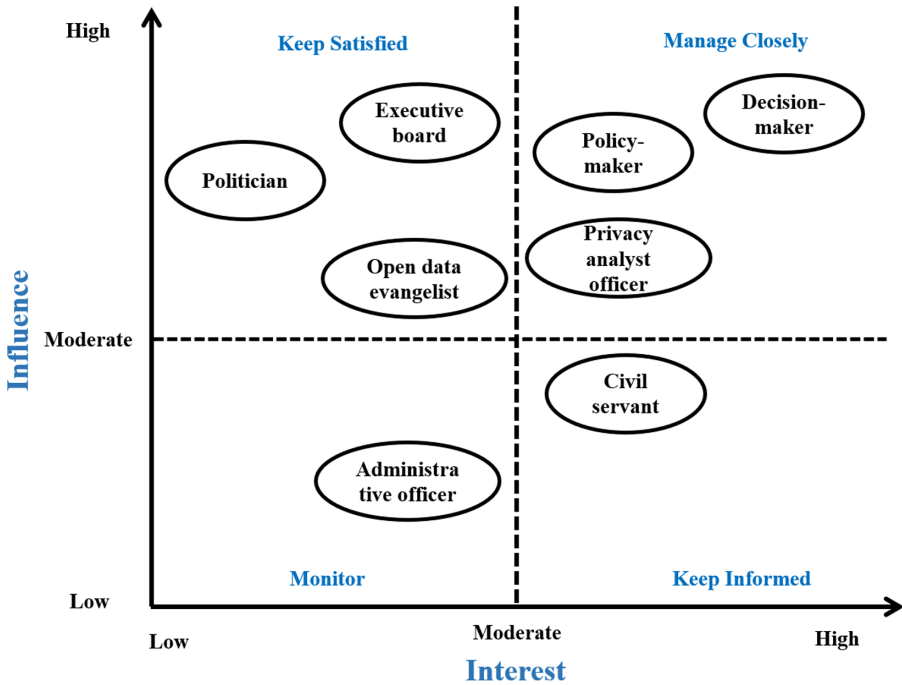 High
Keep Satisfied
Manage Closely
Executive
board
Decision-
maker
Policy-
maker
Politician
Privacy
analyst
officer
Open data
evangelist
Influence
Moderate
Civil
servant
Administra
tive officer
Monitor
Keep Informed
Low
Low
Moderate
High
Interest